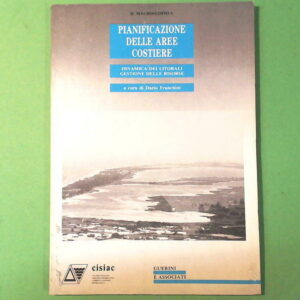 PIANIFICAZIONE
DELLE AREE
COSTIERE
DINAMICA DEI LITORALI
GESTIONE DELLE RISORSE
a cura di Dario Franchini
cisiac
GUERINI
E ASSOCIATI